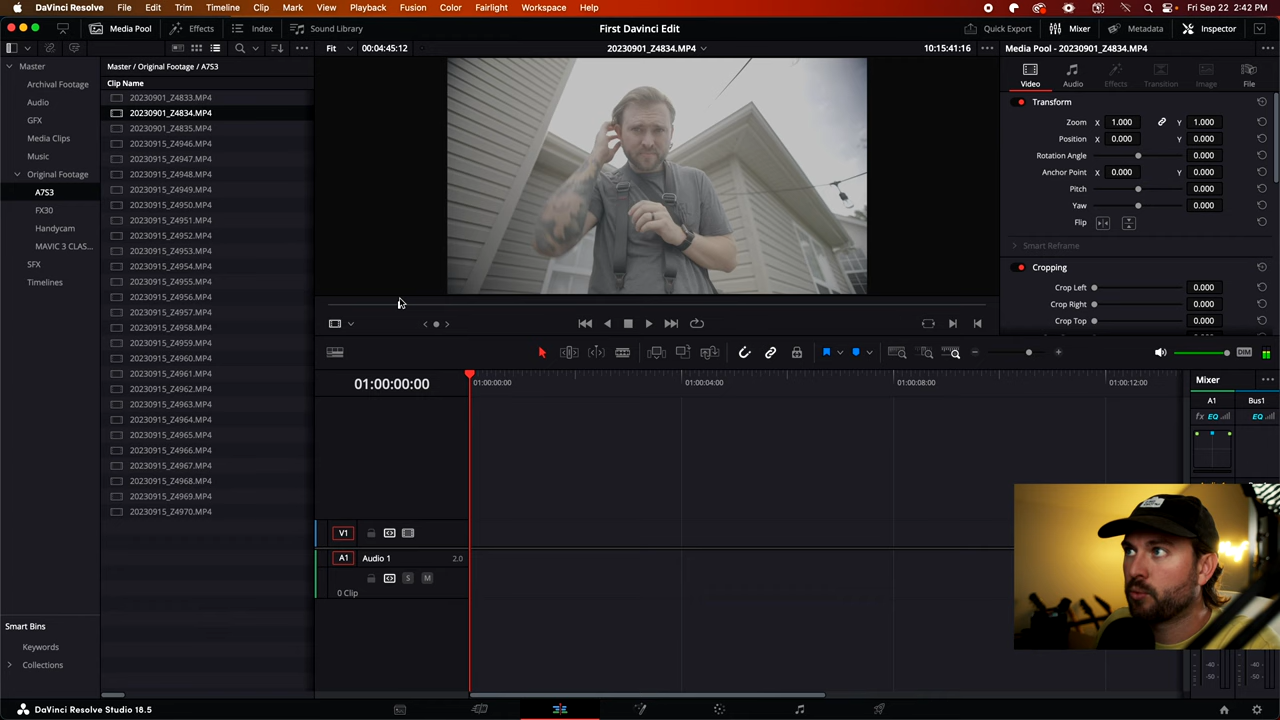 DaVinci Resolve File Edit Trim Timeline Clip Mark View Playback Fusion Color Fairlight Workspace Help Fri Sep 22 2:42 PM
Media Pool Effects Index Sound Library First DaVinci Edit Quick Export Mixer Metadata Inspector
Fit 00:04:45:12 20230901_Z4834.MP4 10:15:41:16 Media Pool - 20230901_Z4834.MP4
Master Master / Original Footage / A7S3
Archival Footage Clip Name Video Audio Effects Transition Image File
Audio 20230901_Z4833.MP4 Transform
GFX 20230901_Z4834.MP4 Zoom X 1.000 Y 1.000
Media Clips 20230901_Z4835.MP4 Position X 0.000 Y 0.000
Music 20230915_Z4946.MP4 Rotation Angle 0.000
Original Footage 20230915_Z4947.MP4 Anchor Point X 0.000 Y 0.000
A7S3 20230915_Z4948.MP4 Pitch 0.000
FX30 20230915_Z4949.MP4 Yaw 0.000
Handycam 20230915_Z4950.MP4 Flip
MAVIC 3 CLAS... 20230915_Z4951.MP4 Smart Reframe
SFX 20230915_Z4952.MP4 Cropping
Timelines 20230915_Z4953.MP4 Crop Left 0.000
20230915_Z4954.MP4 Crop Right 0.000
20230915_Z4955.MP4 Crop Top 0.000
20230915_Z4956.MP4
20230915_Z4957.MP4
20230915_Z4958.MP4
20230915_Z4959.MP4 DIM
20230915_Z4960.MP4
20230915_Z4961.MP4 01:00:00:00 01:00:00:00 01:00:04:00 01:00:08:00 01:00:12:00 Mixer
20230915_Z4962.MP4 A1 Bus1
20230915_Z4963.MP4 fx EQ EQ
20230915_Z4964.MP4
20230915_Z4965.MP4
20230915_Z4966.MP4
20230915_Z4967.MP4
20230915_Z4968.MP4
20230915_Z4969.MP4
20230915_Z4970.MP4
V1
A1 Audio 1 2.0
S M
0 Clip
Smart Bins
Keywords
Collections -40 -40
-50 -50
DaVinci Resolve Studio 18.5